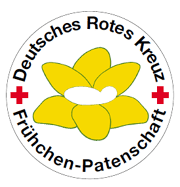 Deutsches Rotes Kreuz
Frühchen-Patenschaft